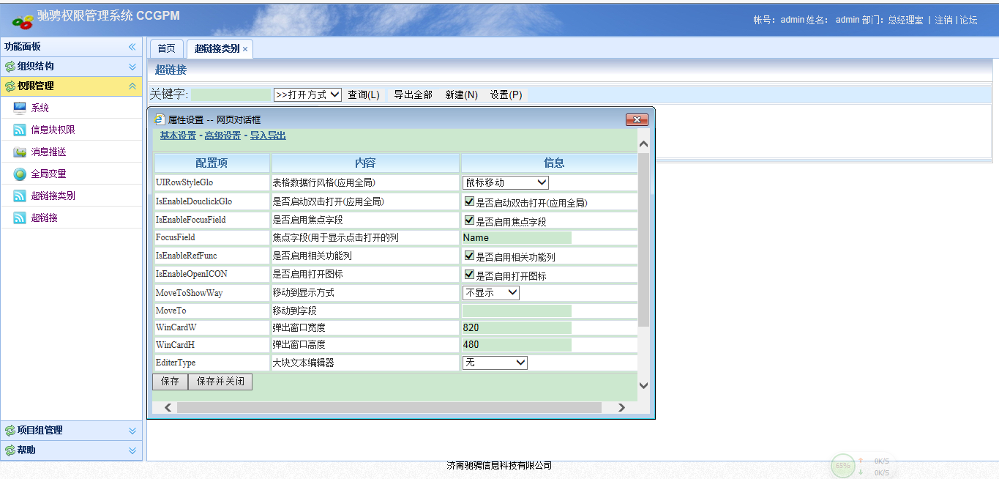 驰骋权限管理系统 CCGPM
帐号：admin 姓名： admin 部门：总经理室 | 注销 | 论坛
功能面板
组织结构
权限管理
系统
信息块权限
消息推送
全局变量
超链接类别
超链接
项目组管理
帮助
首页 超链接类别 ×
超链接
关键字: >>打开方式 查询(L) 导出全部 新建(N) 设置(P)
属性设置 -- 网页对话框
基本设置 - 高级设置 - 导入导出
配置项 内容 信息
UIRowStyleGlo 表格数据行风格(应用全局) 鼠标移动
IsEnableDouclickGlo 是否启动双击打开(应用全局) 是否启动双击打开(应用全局)
IsEnableFocusField 是否启用焦点字段 是否启用焦点字段
FocusField 焦点字段(用于显示点击打开的列 Name
IsEnableRefFunc 是否启用相关功能列 是否启用相关功能列
IsEnableOpenICON 是否启用打开图标 是否启用打开图标
MoveToShowWay 移动到显示方式 不显示
MoveTo 移动到字段
WinCardW 弹出窗口宽度 820
WinCardH 弹出窗口高度 480
EditerType 大块文本编辑器 无
保存 保存并关闭
济南驰骋信息科技有限公司
65% 0K/S
0K/S